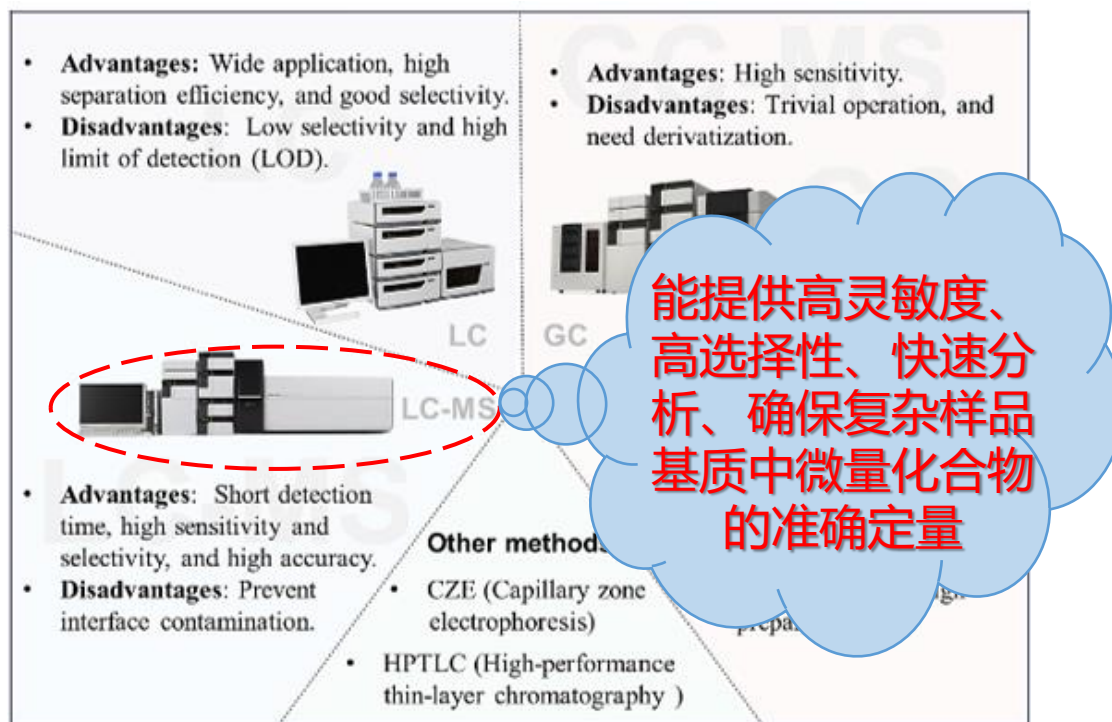 • Advantages: Wide application, high
separation efficiency, and good selectivity.
• Disadvantages: Low selectivity and high
limit of detection (LOD).
LC
• Advantages: High sensitivity.
• Disadvantages: Trivial operation, and
need derivatization.
GC
能提供高灵敏度、
高选择性、快速分
析、确保复杂样品
基质中微量化合物
的准确定量
LC-MS
LC-MS
• Advantages: Short detection
time, high sensitivity and
selectivity, and high accuracy.
• Disadvantages: Prevent
interface contamination.
Other methods
• CZE (Capillary zone
electrophoresis)
• HPTLC (High-performance
thin-layer chromatography )